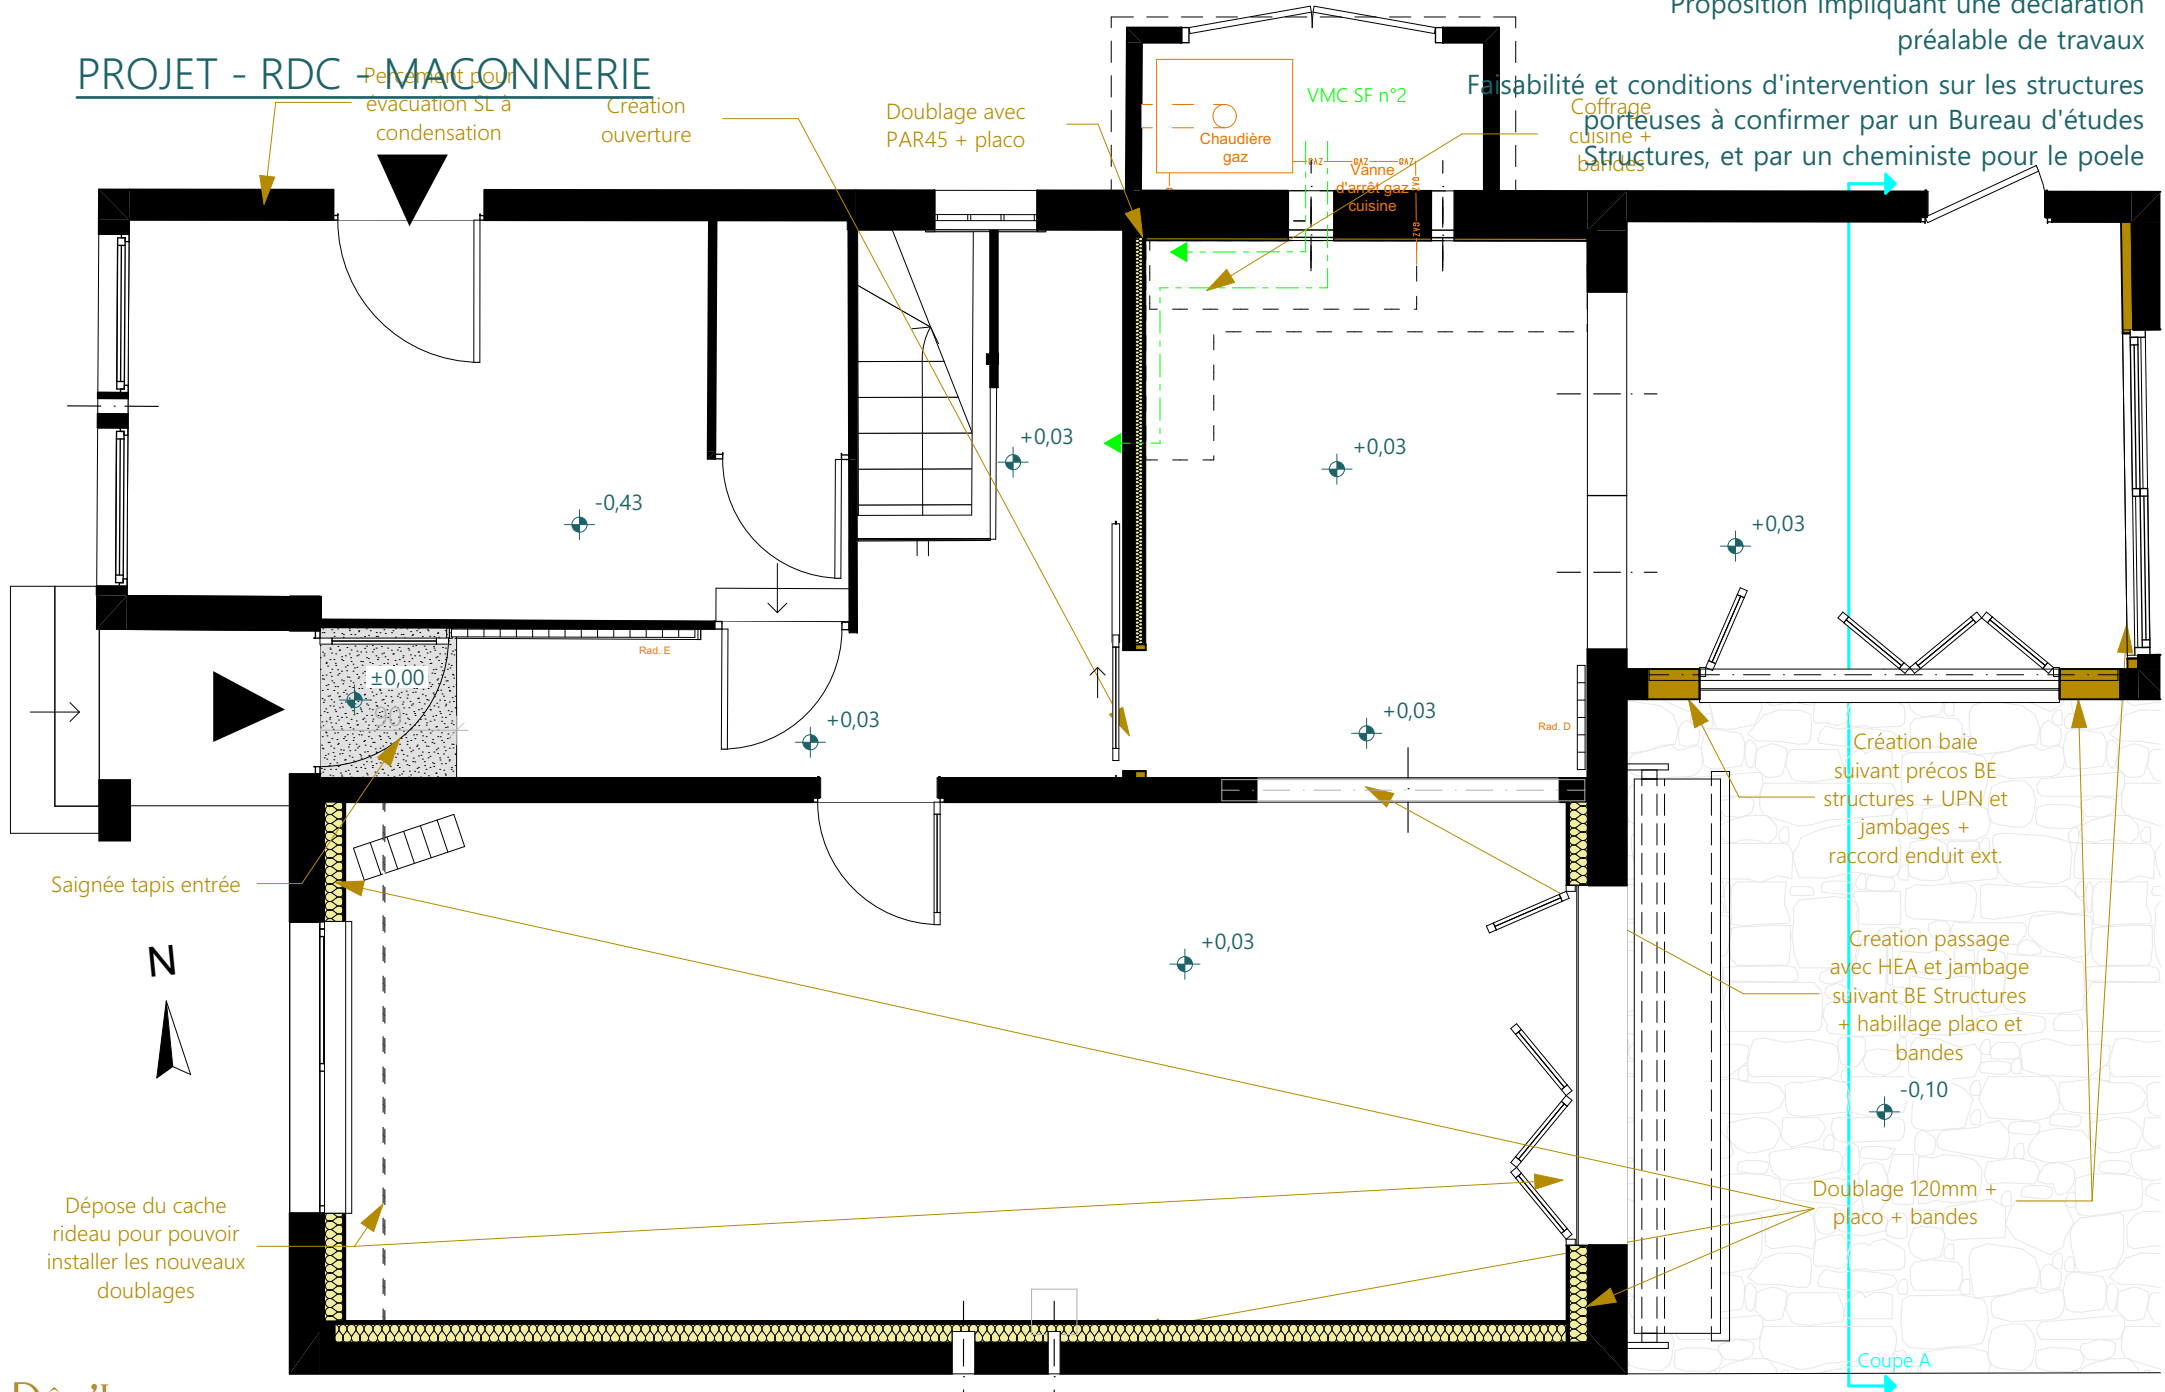 Proposition impliquant une déclaration
préalable de travaux
Faisabilité et conditions d'intervention sur les structures
porteuses à confirmer par un Bureau d'études
Structures, et par un cheministe pour le poele
PROJET - RDC - MACONNERIE
Percement pour
évacuation SL à
condensation
Création
ouverture
Doublage avec
PAR45 + placo
VMC SF n°2
Coffrage
cuisine +
bandes
Chaudière
gaz
GAZ GAZ GAZ
Vanne
d'arrêt gaz
cuisine
GAZ
GAZ
+0,03
+0,03
-0,43
+0,03
Rad. E
±0,00
90
+0,03
+0,03
Rad. D
Création baie
suivant précos BE
structures + UPN et
jambages +
raccord enduit ext.
Saignée tapis entrée
N
+0,03
Creation passage
avec HEA et jambage
suivant BE Structures
+ habillage placo et
bandes
-0,10
Dépose du cache
rideau pour pouvoir
installer les nouveaux
doublages
Doublage 120mm +
placo + bandes
Coupe A